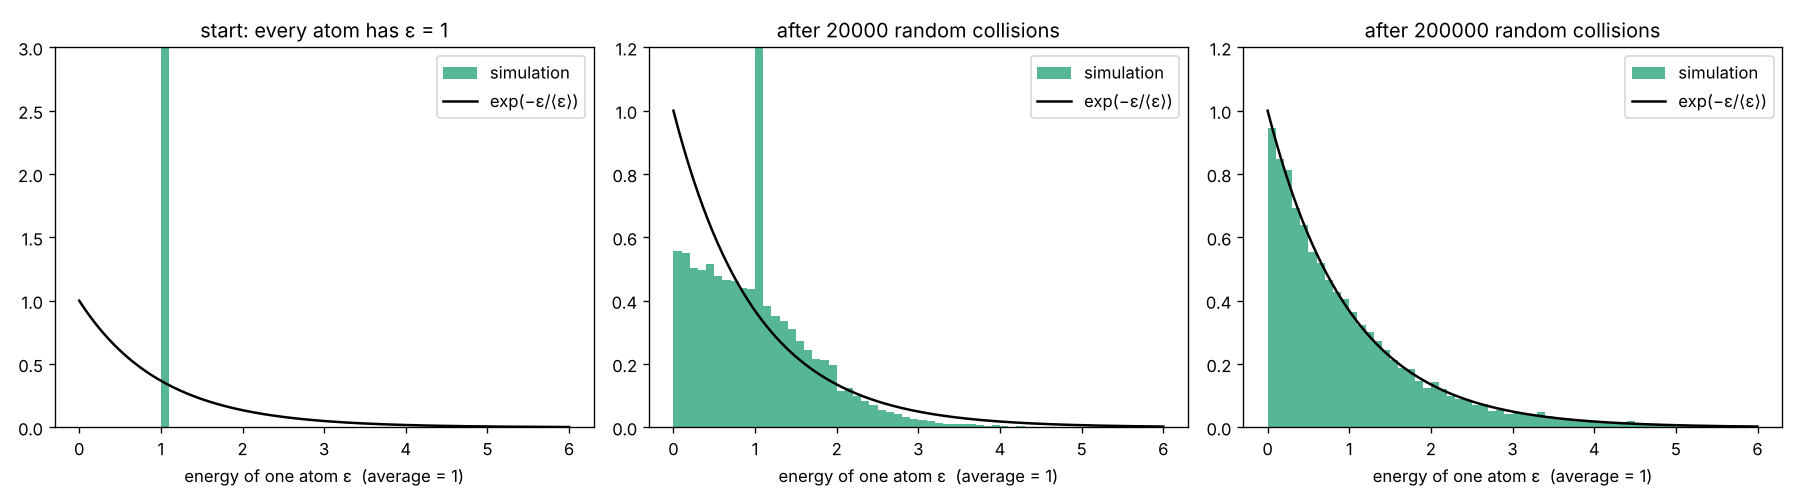 start: every atom has ε = 1
3.0
2.5
2.0
1.5
1.0
0.5
0.0
simulation
exp(−ε/⟨ε⟩)
0 1 2 3 4 5 6
energy of one atom ε (average = 1)
after 20000 random collisions
1.2
1.0
0.8
0.6
0.4
0.2
0.0
simulation
exp(−ε/⟨ε⟩)
0 1 2 3 4 5 6
energy of one atom ε (average = 1)
after 200000 random collisions
1.2
1.0
0.8
0.6
0.4
0.2
0.0
simulation
exp(−ε/⟨ε⟩)
0 1 2 3 4 5 6
energy of one atom ε (average = 1)